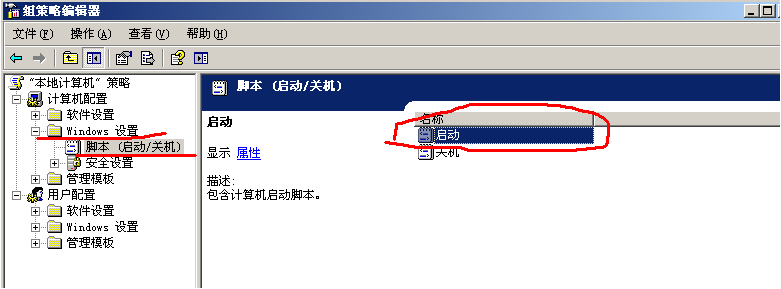 组策略编辑器
文件(F) 操作(A) 查看(V) 帮助(H)
"本地计算机" 策略
计算机配置
软件设置
Windows 设置
脚本 (启动/关机)
安全设置
管理模板
用户配置
软件设置
Windows 设置
管理模板
脚本 (启动/关机)
启动
显示 属性
描述:
包含计算机启动脚本。
名称
启动
关机